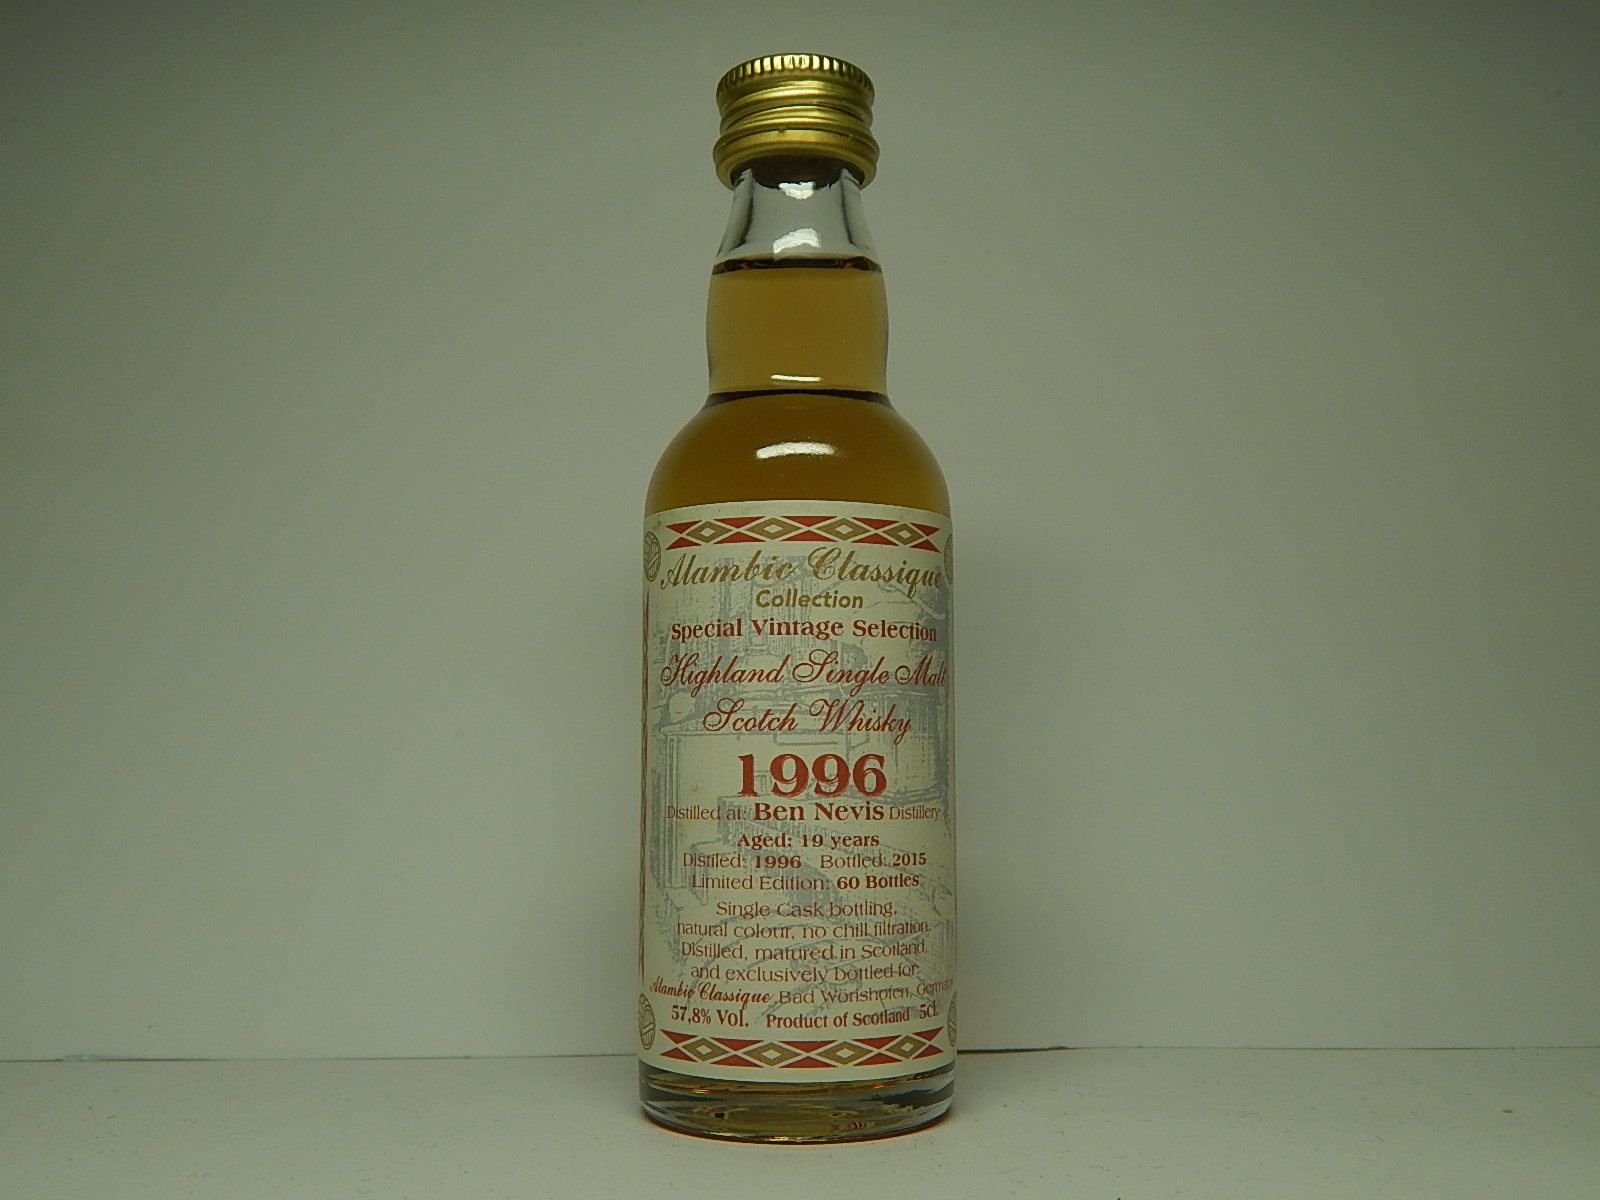 Alambic Classique
Collection
Special Vintage Selection
Highland Single Malt
Scotch Whisky
1996
Distilled at: Ben Nevis Distillery
Aged: 19 years
Distilled: 1996 Bottled: 2015
Limited Edition: 60 Bottles
Single Cask bottling,
natural colour, no chill filtration.
Distilled, matured in Scotland,
and exclusively bottled for:
Alambic Classique, Bad Wörishofen, Germany
57,8% Vol. Product of Scotland 5cl.